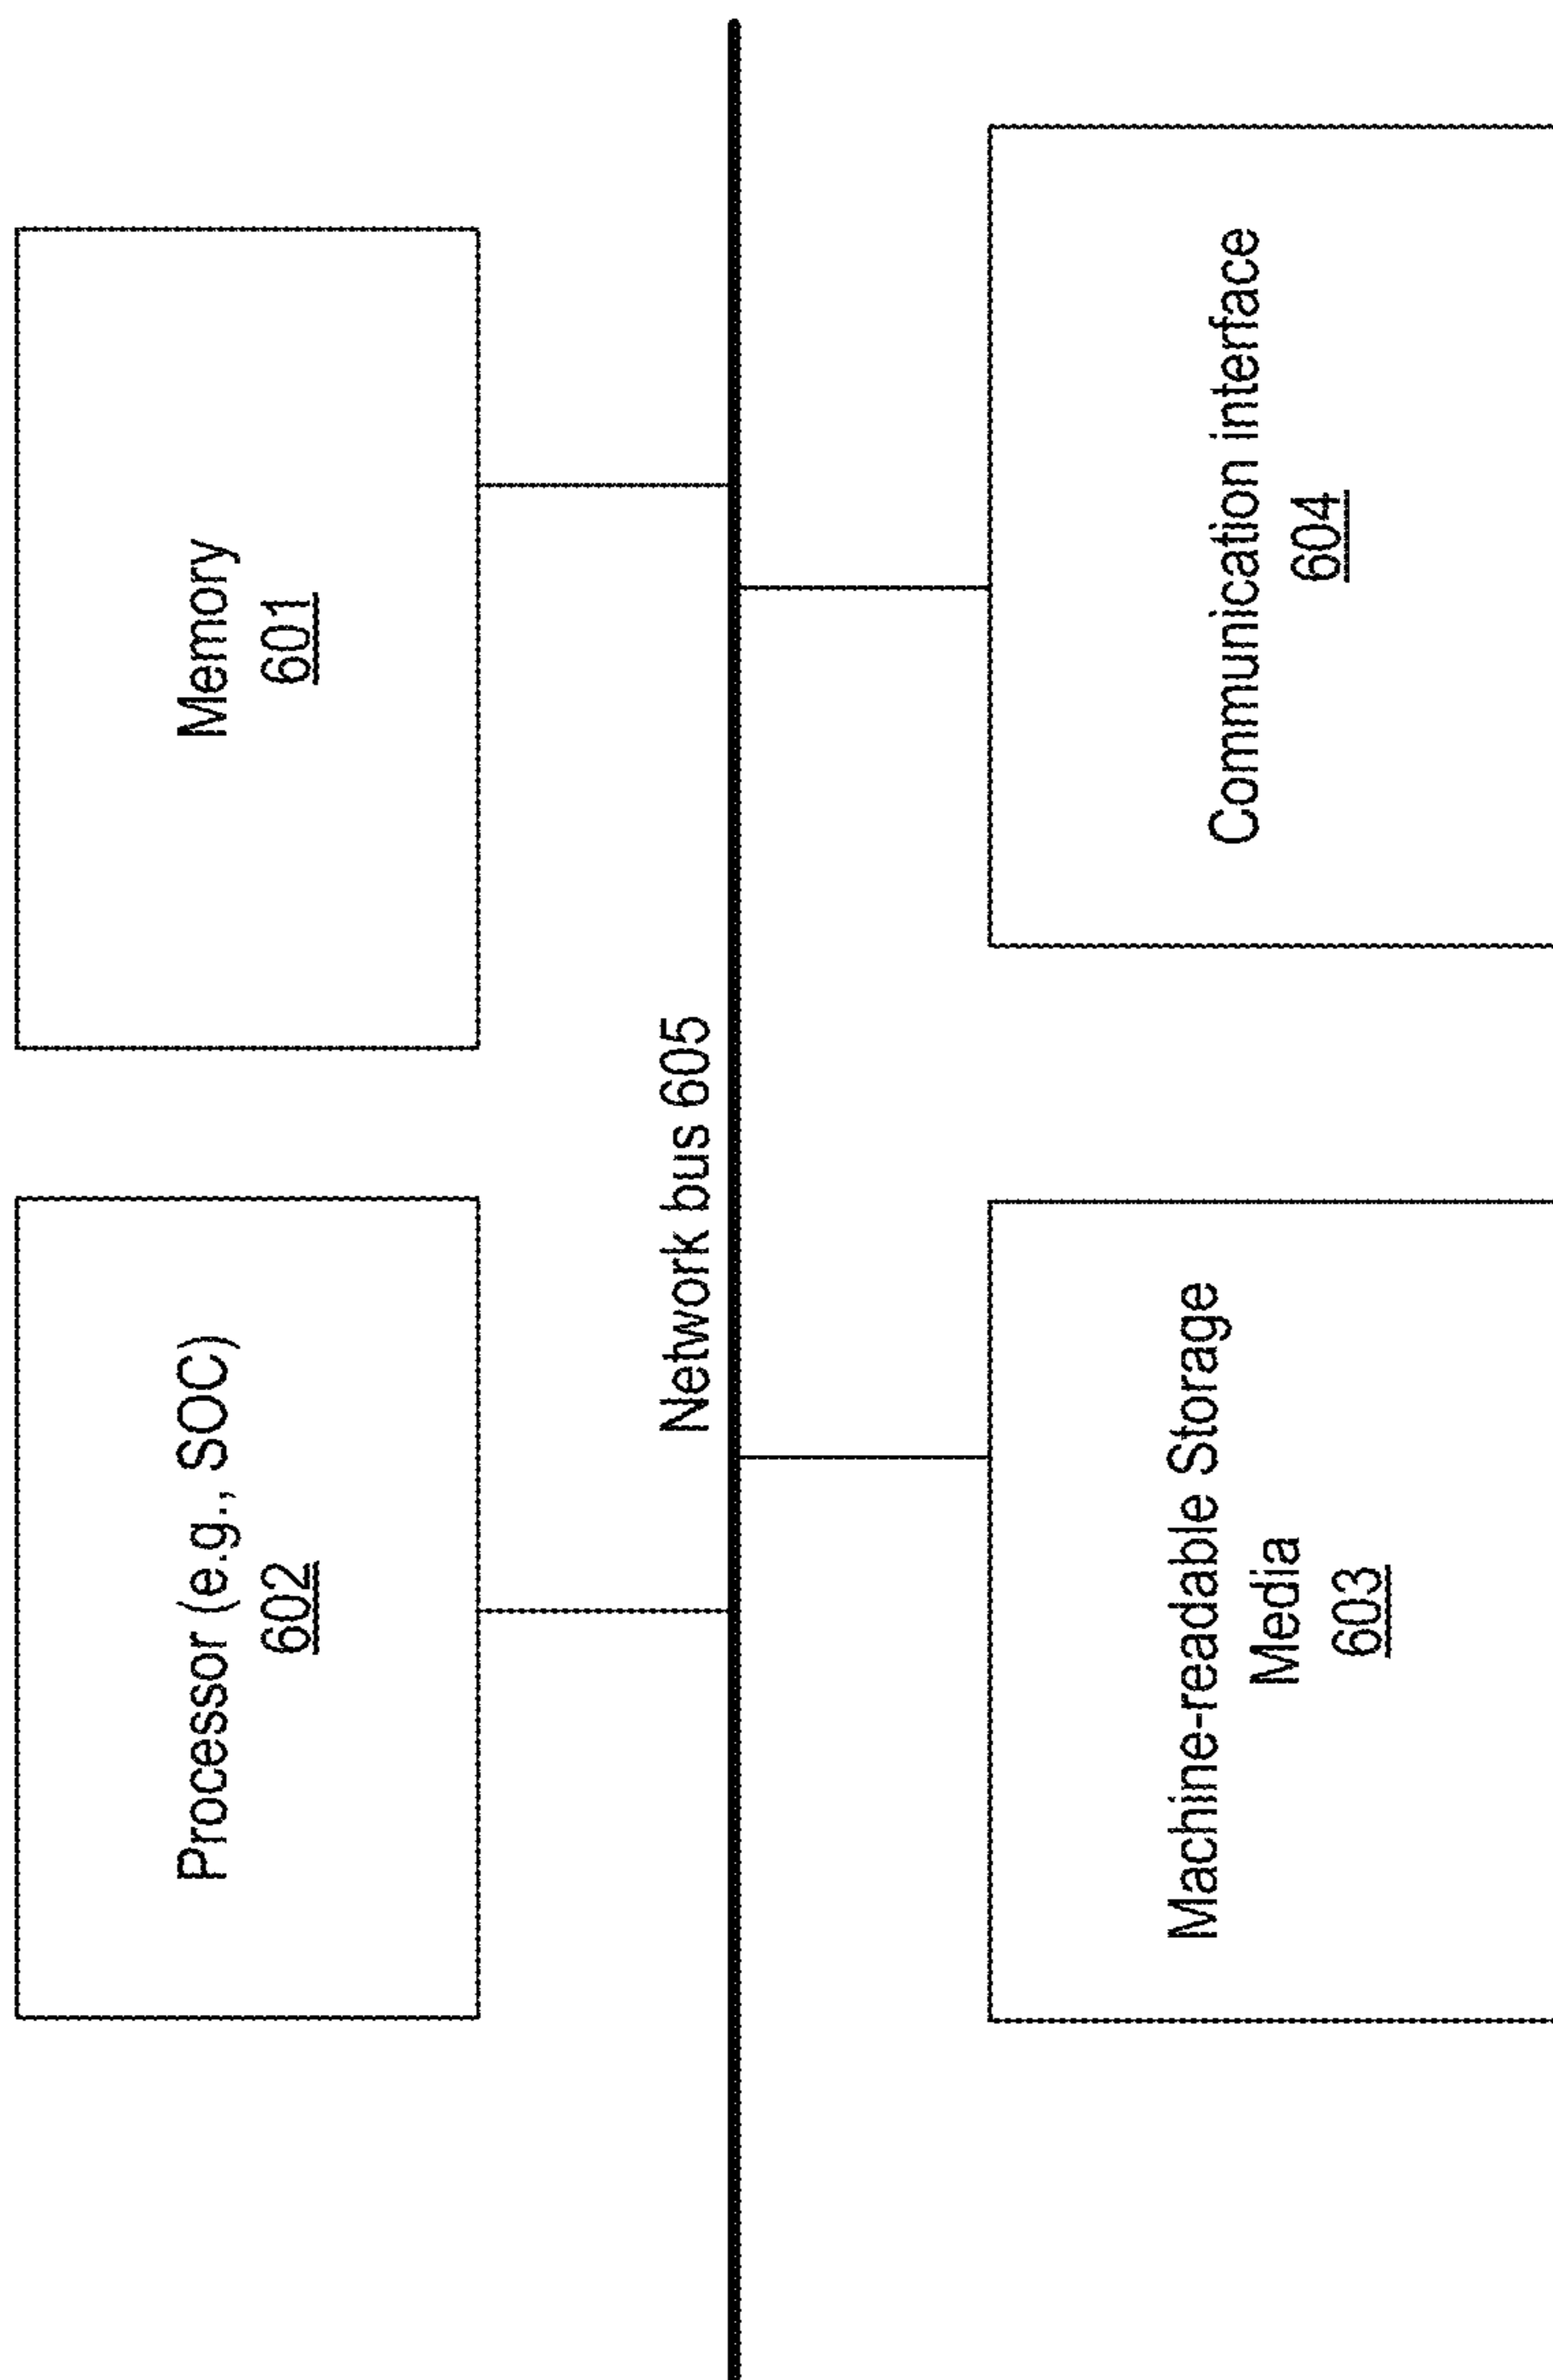 Processor (e.g., SOC)
602
Memory
601
Network bus 605
Machine-readable Storage
Media
603
Communication interface
604